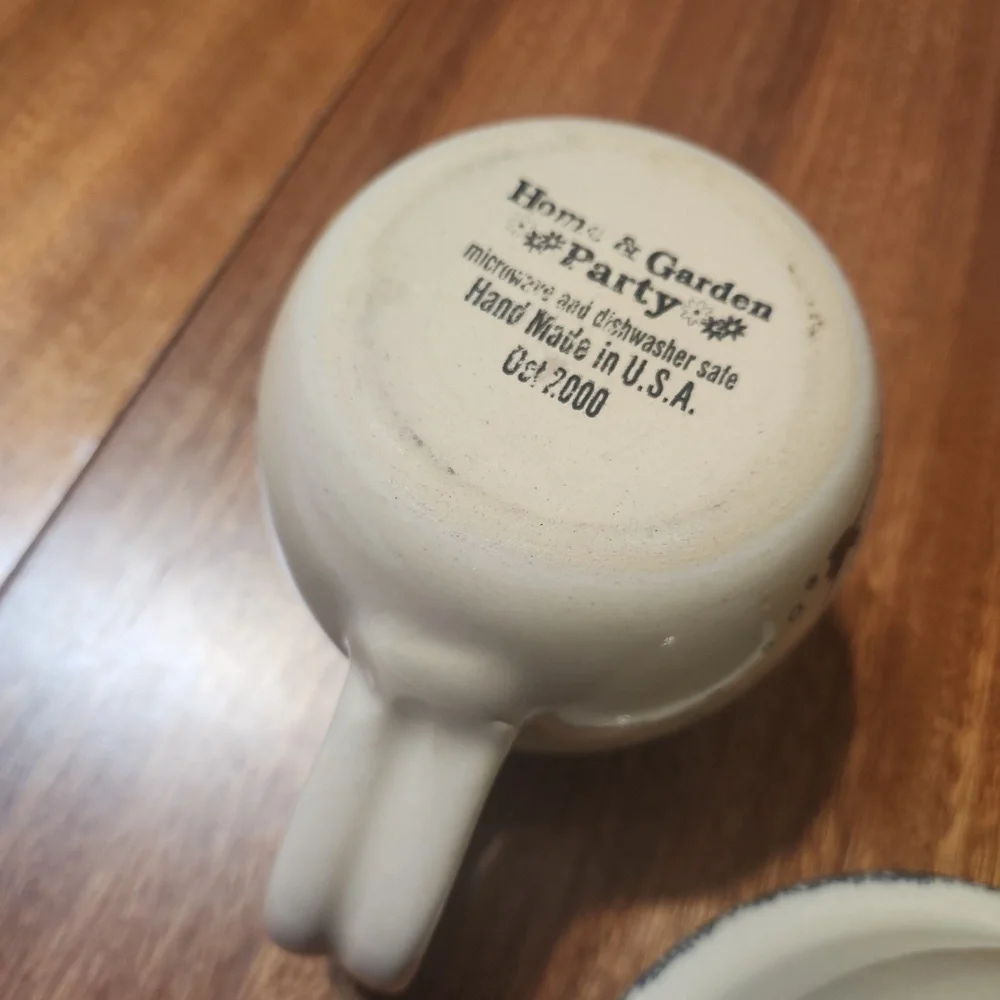 Home & Garden
Party
microwave and dishwasher safe
Hand Made in U.S.A.
Oct 2000